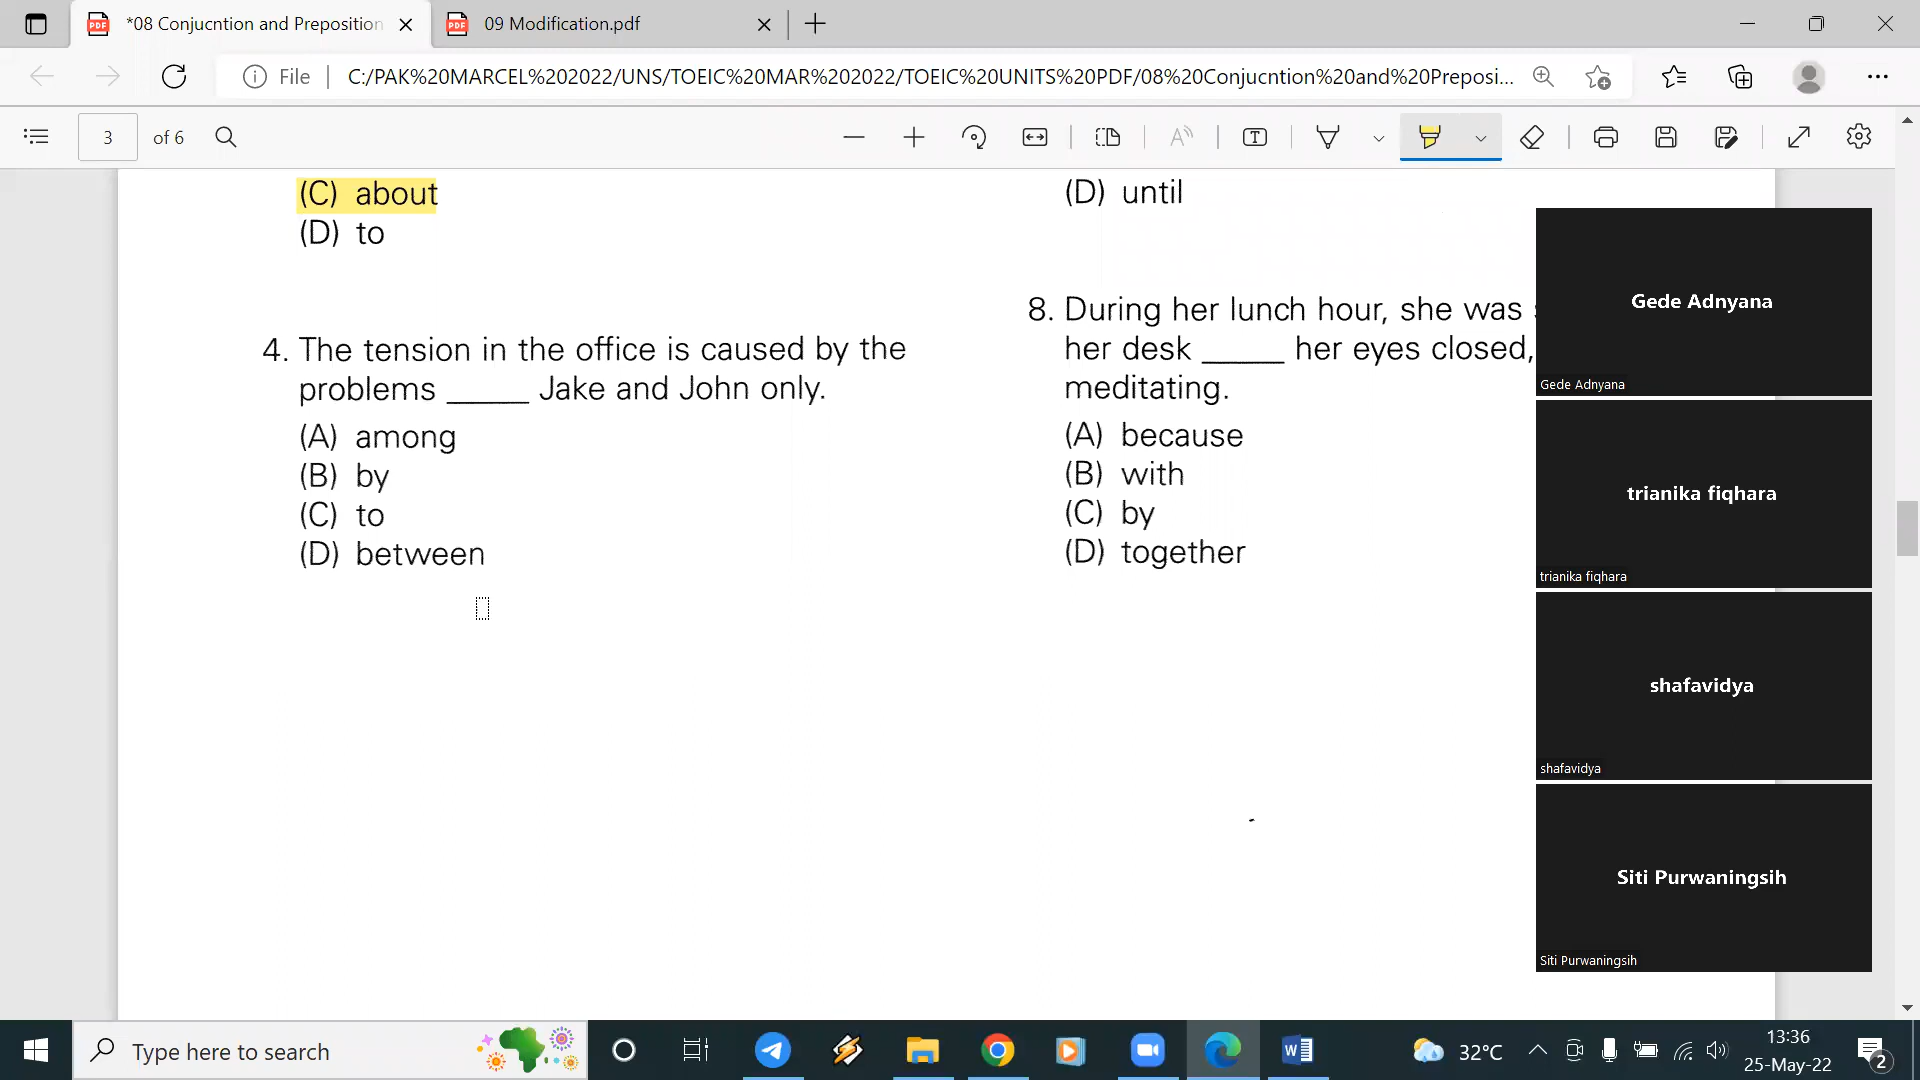 *08 Conjucntion and Preposition
09 Modification.pdf
File
C:/PAK%20MARCEL%202022/UNS/TOEIC%20MAR%202022/TOEIC%20UNITS%20PDF/08%20Conjucntion%20and%20Preposi...
3
of 6
(C) about
(D) to
4. The tension in the office is caused by the
problems _____ Jake and John only.
(A) among
(B) by
(C) to
(D) between
(D) until
8. During her lunch hour, she was
her desk _____ her eyes closed,
meditating.
(A) because
(B) with
(C) by
(D) together
Gede Adnyana
Gede Adnyana
trianika fiqhara
trianika fiqhara
shafavidya
shafavidya
Siti Purwaningsih
Siti Purwaningsih
Type here to search
32°C
13:36
25-May-22
2